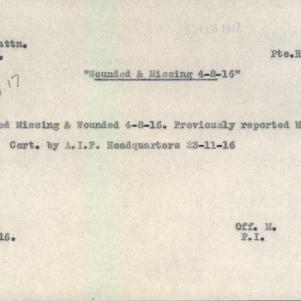 attn.
Pte.R
17
"Wounded & Missing 4-8-16"
ed Missing & Wounded 4-8-16. Previously reported M
Cert. by A.I.F. Headquarters 23-11-16
Off. M.
16.
P.I.